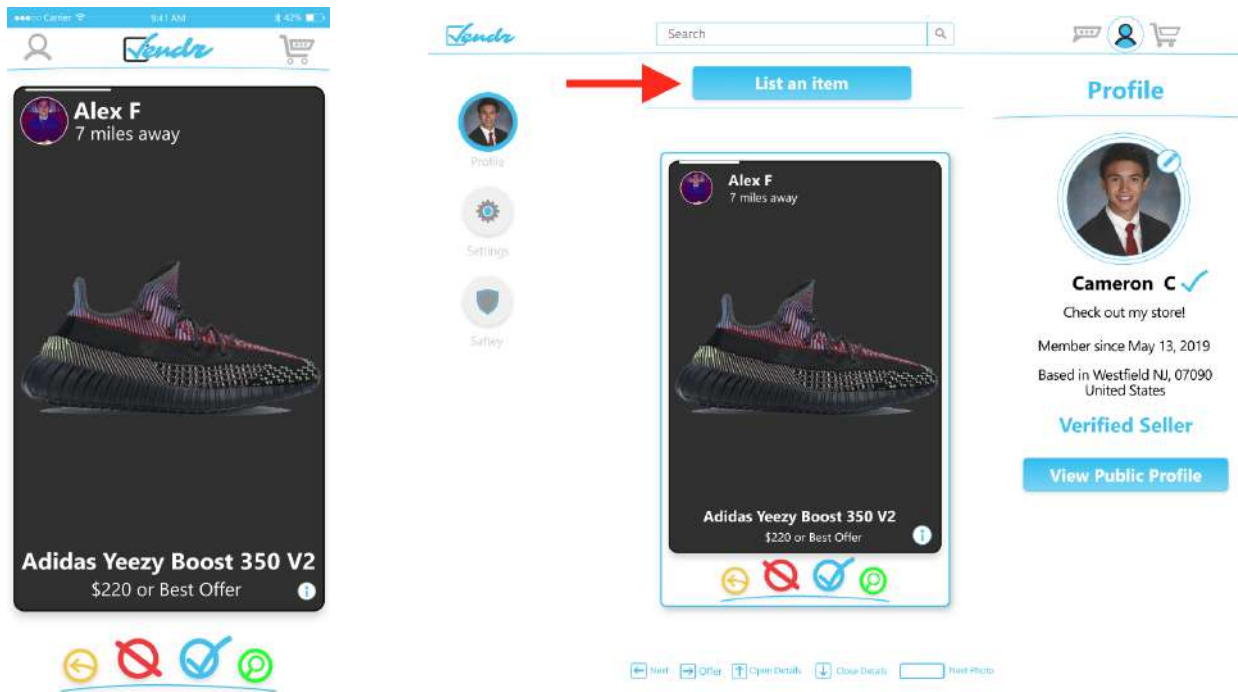 Carrier 9:41 AM 42%
Vendr
Alex F
7 miles away
Adidas Yeezy Boost 350 V2
$220 or Best Offer
i
Vendr
Search
List an item
Profile
Settings
Saftey
Alex F
7 miles away
Adidas Yeezy Boost 350 V2
$220 or Best Offer
i
Next Offer Open Details Close Details Next Photo
Profile
Cameron C
Check out my store!
Member since May 13, 2019
Based in Westfield NJ, 07090
United States
Verified Seller
View Public Profile